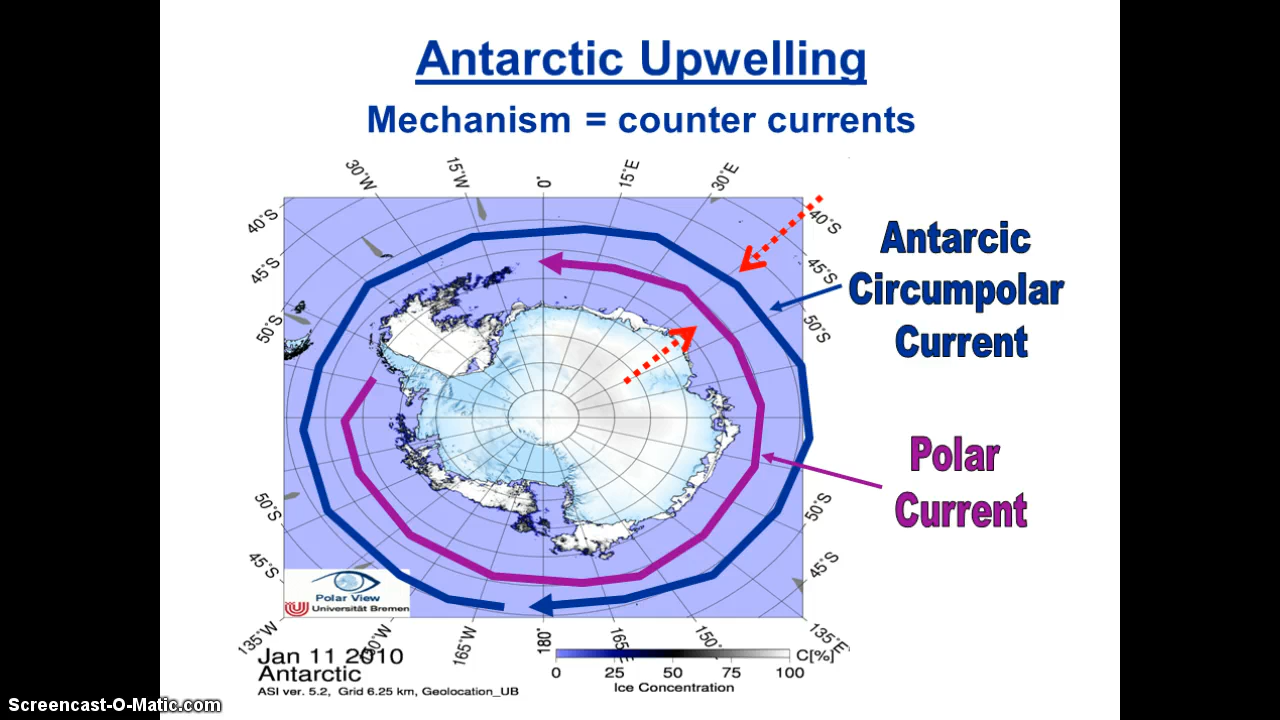 Antarctic Upwelling
Mechanism = counter currents
30°W 15°W 0° 15°E 30°E
40°S 40°S
45°S 45°S
50°S 50°S
Antarcic
Circumpolar
Current
Polar
Current
50°S 50°S
45°S 45°S
Polar View
Universität Bremen
135°W 150°W 165°W 180° 165°E 150° 135°E
Jan 11 2010
Antarctic
ASI ver. 5.2, Grid 6.25 km, Geolocation_UB
C[%]
0 25 50 75 100
Ice Concentration
Screencast-O-Matic.com